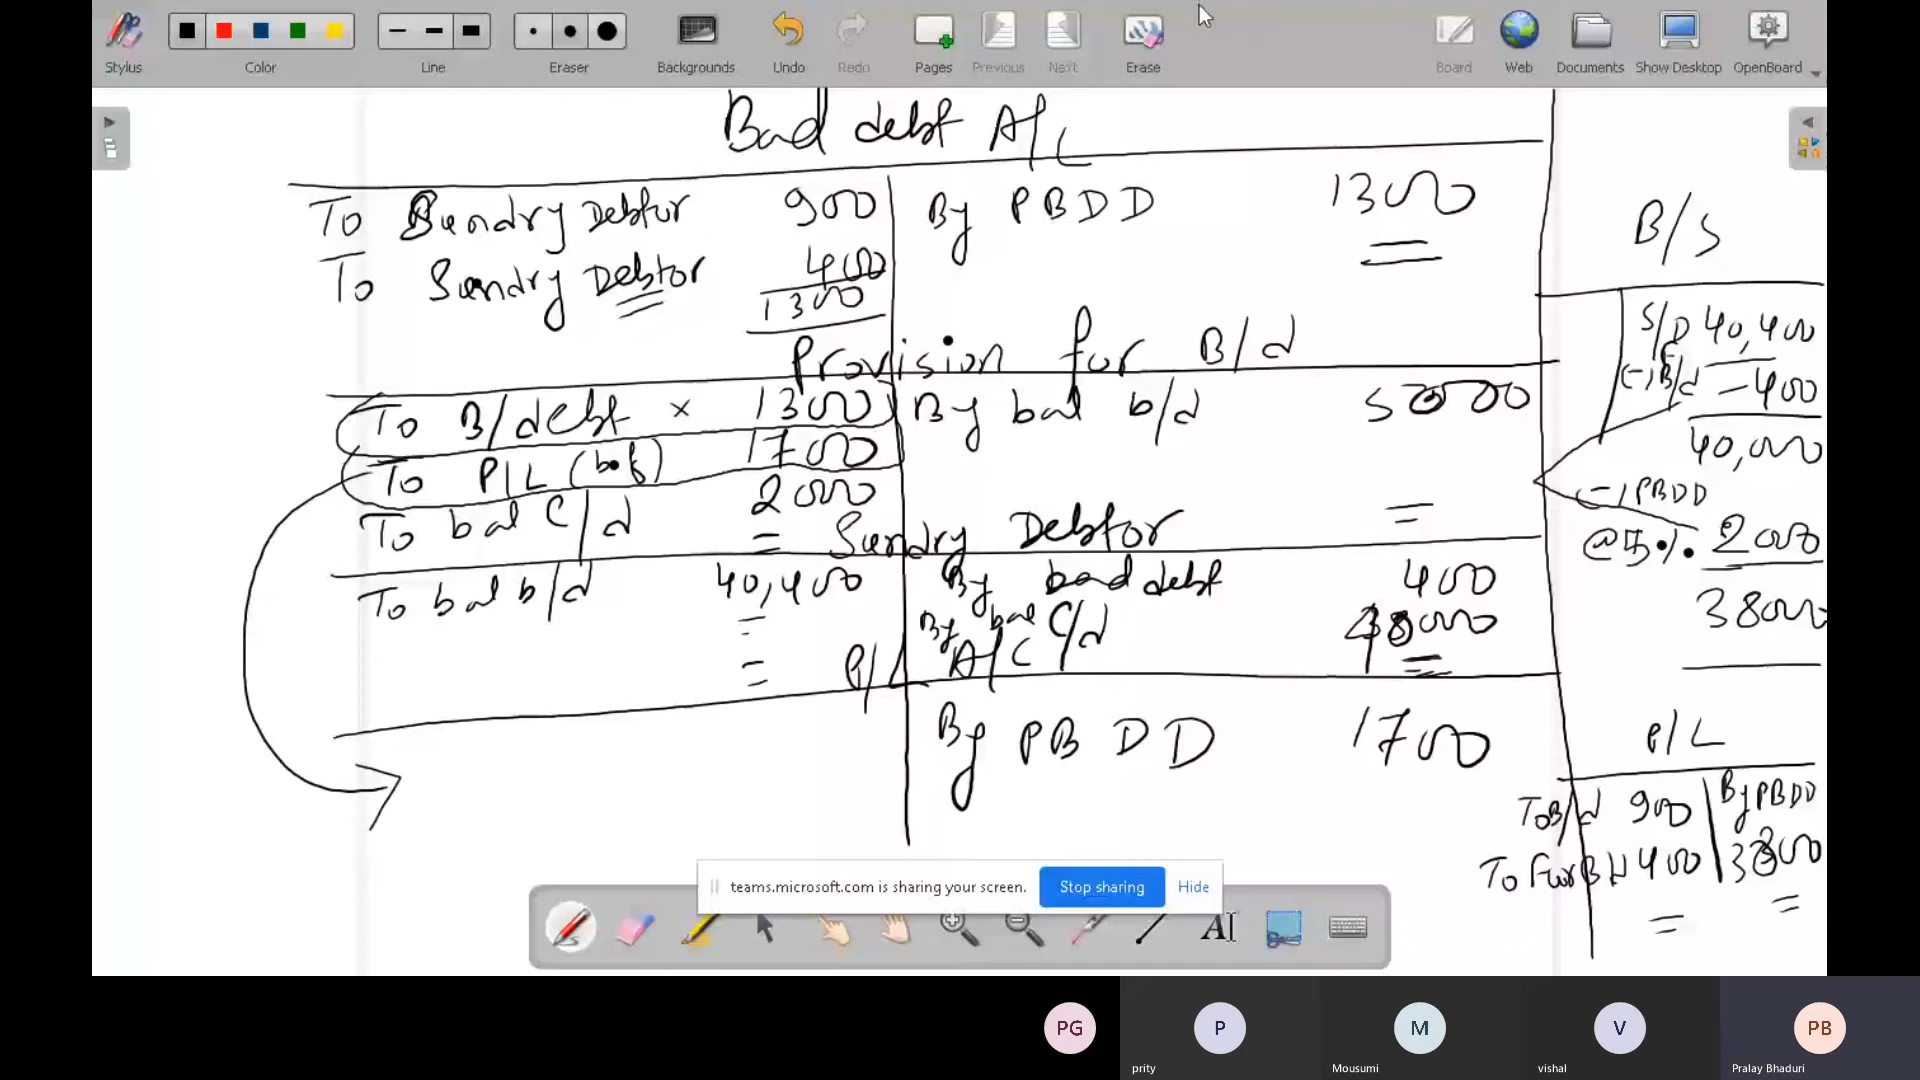 Stylus Color Line Eraser Backgrounds Undo Redo Pages Previous Next Erase Board Web Documents Show Desktop OpenBoard
Bad debt A/C
To Sundry Debtor 900 By PBDD 1300
To Sundry Debtor 400
1300
Provision for B/d
To B/debt × 1300 By bal b/d 5000
To P/L (b.f) 1700
To bal C/d 2000
Sundry Debtor
To bal b/d 40,400 By bad debt 400
By bal C/d
P/L A/C
By PBDD 1700
B/S
S/D 40,400
(-) B/d 400
40,000
(-) PBDD
@ 5% 2000
38000
P/L
To B/d 900 By PBDD
To Fur B/d 400
teams.microsoft.com is sharing your screen. Stop sharing Hide
AI
PG P M V PB
prity Mousumi vishal Pralay Bhaduri